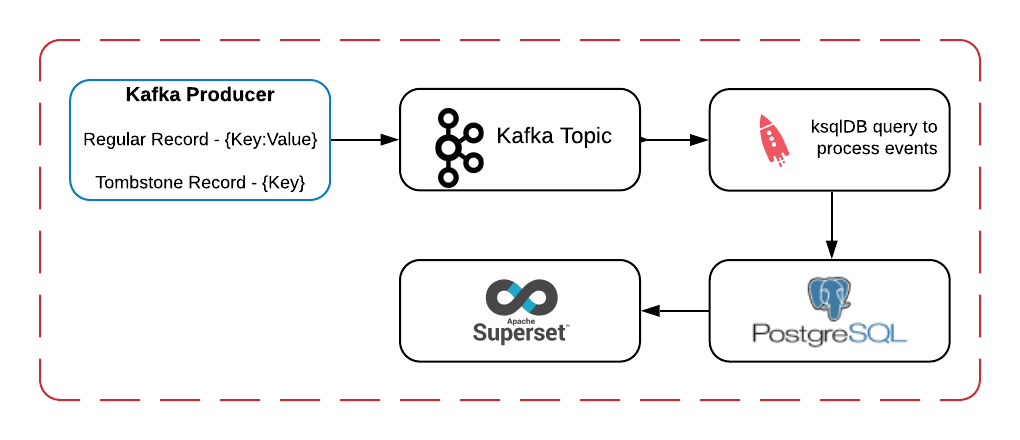 Kafka Producer
Regular Record - {Key:Value}
Tombstone Record - {Key}
Kafka Topic
ksqlDB query to
process events
Apache
Superset™
PostgreSQL